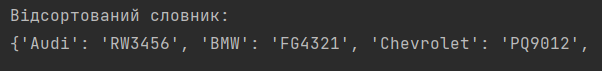 Відсортований словник:
{'Audi': 'RW3456', 'BMW': 'FG4321', 'Chevrolet': 'PQ9012',